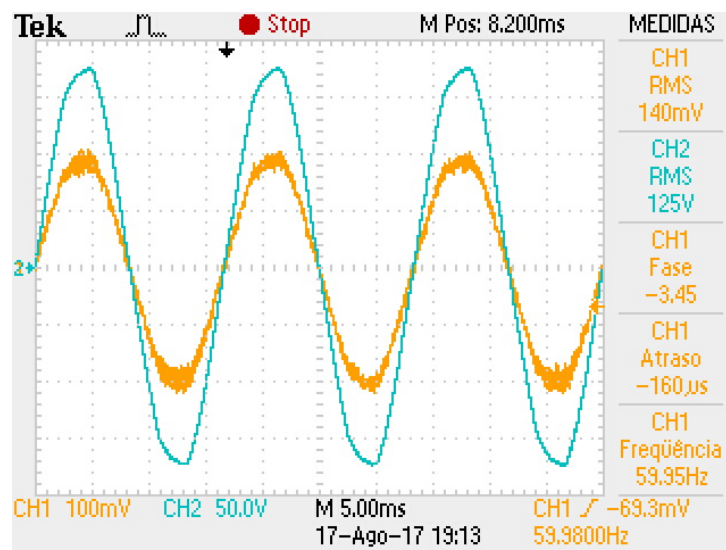 Tek Stop M Pos: 8.200ms MEDIDAS
CH1
RMS
140mV
CH2
RMS
125V
CH1
Fase
-3.45
CH1
Atraso
-160µs
CH1
Freqüência
59.95Hz
2
CH1 100mV CH2 50.0V M 5.00ms CH1 -69.3mV
17-Ago-17 19:13 59.9800Hz